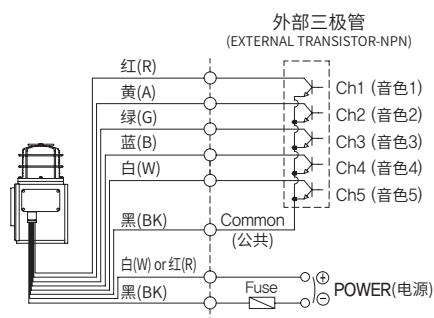 外部三极管
(EXTERNAL TRANSISTOR-NPN)
红(R)
Ch1 (音色1)
黄(A)
Ch2 (音色2)
绿(G)
Ch3 (音色3)
蓝(B)
Ch4 (音色4)
白(W)
Ch5 (音色5)
黑(BK)
Common
(公共)
白(W) or 红(R)
黑(BK)
Fuse
+
-
POWER(电源)